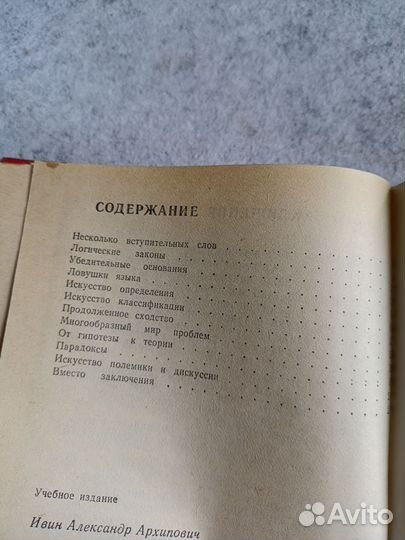 СОДЕРЖАНИЕ
Несколько вступительных слов
Логические законы
Убедительные основания
Ловушки языка
Искусство определения
Искусство классификации
Продолженное сходство
Многообразный мир проблем
От гипотезы к теории
Парадоксы
Искусство полемики и дискуссии
Вместо заключения
Учебное издание
Ивин Александр Архипович
Avito